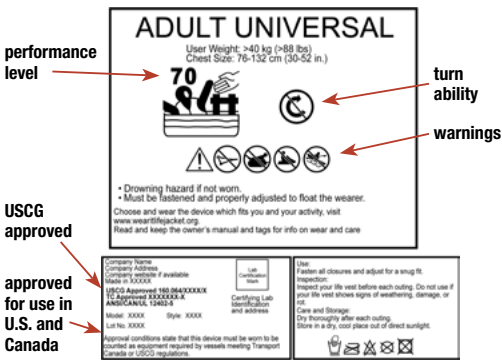 ADULT UNIVERSAL
User Weight: >40 kg (>88 lbs)
Chest Size: 76-132 cm (30-52 in.)
performance
level
70
turn
ability
warnings
• Drowning hazard if not worn.
• Must be fastened and properly adjusted to float the wearer.
Choose and wear the device which fits you and your activity, visit
www.wearitlifejacket.org.
Read and keep the owner's manual and tags for info on wear and care
USCG
approved
approved
for use in
U.S. and
Canada
Company Name
Company Address
Company website if available
Made in XXXXX
USCG Approved 160.064/XXXX/X
TC Approved XXXXXXX-X
ANSI/CAN/UL 12402-5
Model: XXXX Style: XXXX
Lot No. XXXX
Lab
Certification
Mark
Certifying Lab
Identification
and address
Approval conditions state that this device must be worn to be
counted as equipment required by vessels meeting Transport
Canada or USCG regulations.
Use:
Fasten all closures and adjust for a snug fit.
Inspection:
Inspect your life vest before each outing. Do not use if
your life vest shows signs of weathering, damage, or
rot.
Care and Storage:
Dry thoroughly after each outing.
Store in a dry, cool place out of direct sunlight.